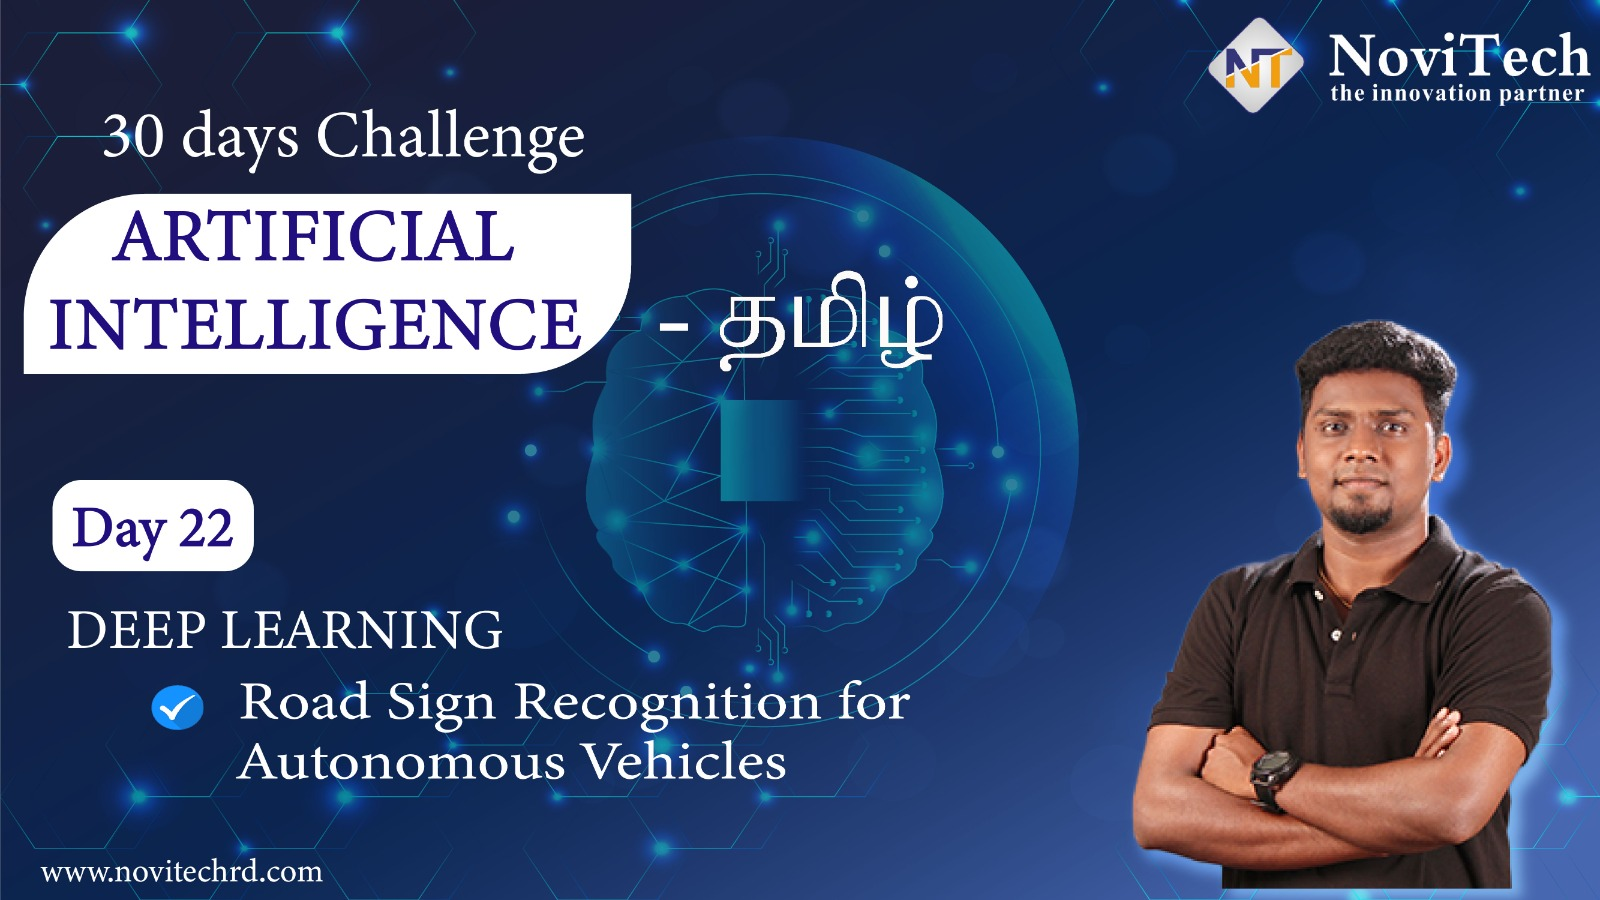 NT NoviTech
the innovation partner
30 days Challenge
ARTIFICIAL
INTELLIGENCE
- தமிழ்
Day 22
DEEP LEARNING
Road Sign Recognition for
Autonomous Vehicles
www.novitechrd.com